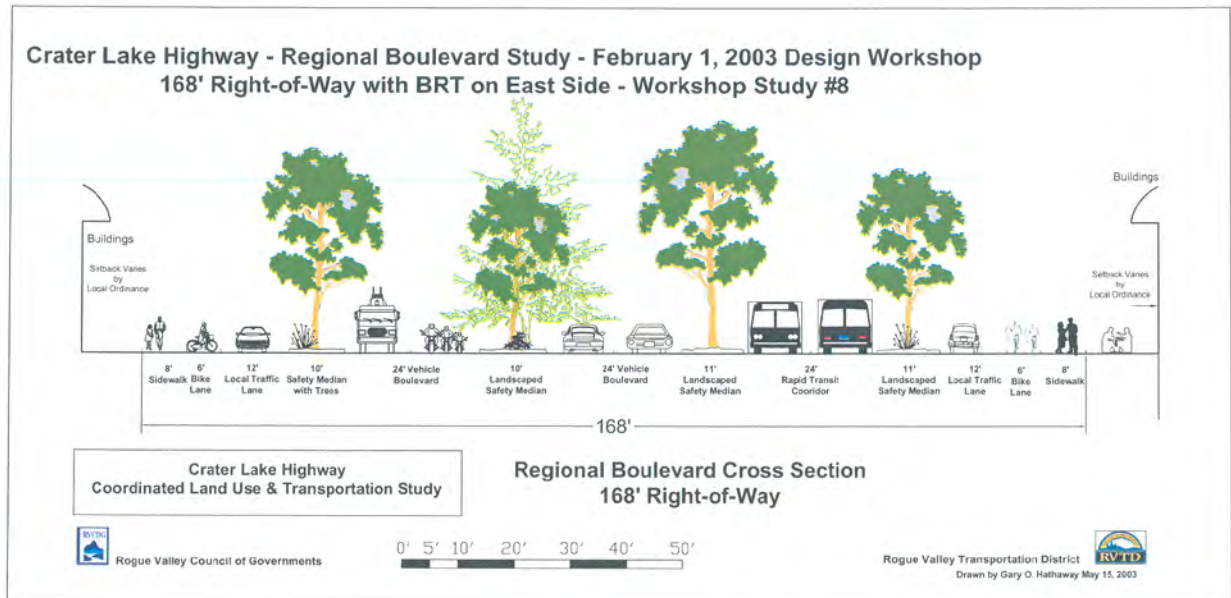 Crater Lake Highway - Regional Boulevard Study - February 1, 2003 Design Workshop
168' Right-of-Way with BRT on East Side - Workshop Study #8
Buildings
Setback Varies
by
Local Ordinance
Buildings
Setback Varies
by
Local Ordinance
8'
Sidewalk
6'
Bike
Lane
12'
Local Traffic
Lane
10'
Safety Median
with Trees
24' Vehicle
Boulevard
10'
Landscaped
Safety Median
24' Vehicle
Boulevard
11'
Landscaped
Safety Median
24'
Rapid Transit
Cooridor
11'
Landscaped
Safety Median
12'
Local Traffic
Lane
6'
Bike
Lane
8'
Sidewalk
168'
Crater Lake Highway
Coordinated Land Use & Transportation Study
Regional Boulevard Cross Section
168' Right-of-Way
RVCOG
Rogue Valley Council of Governments
0' 5' 10' 20' 30' 40' 50'
Rogue Valley Transportation District
RVTD
Drawn by Gary O. Hathaway May 15, 2003